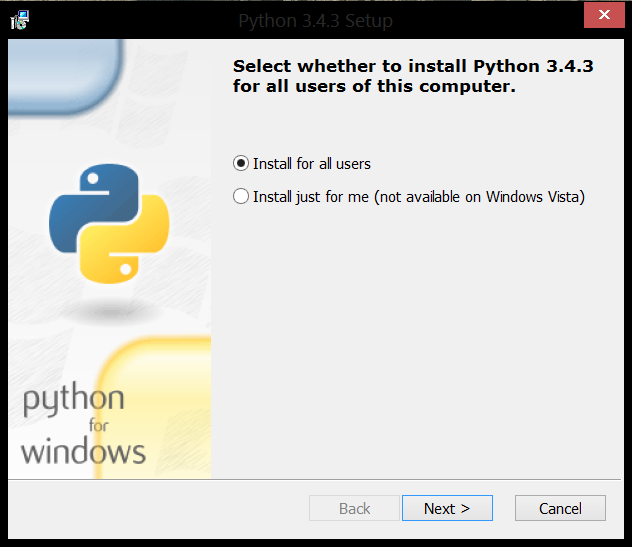 Python 3.4.3 Setup
Select whether to install Python 3.4.3
for all users of this computer.
Install for all users
Install just for me (not available on Windows Vista)
python
for
windows
Back
Next >
Cancel